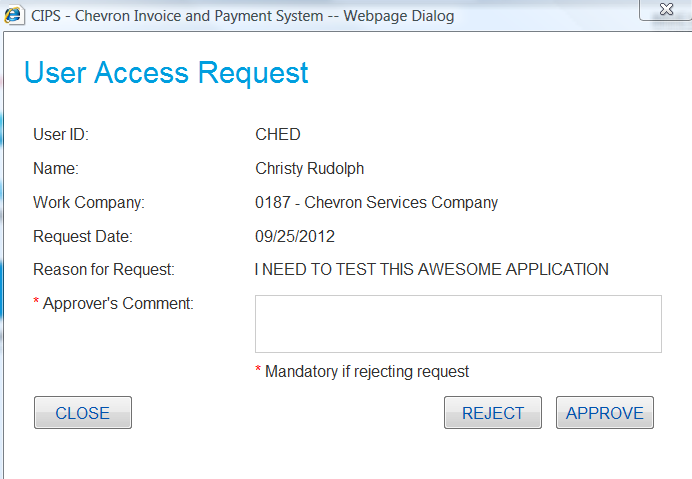 CIPS - Chevron Invoice and Payment System -- Webpage Dialog
User Access Request
User ID: CHED
Name: Christy Rudolph
Work Company: 0187 - Chevron Services Company
Request Date: 09/25/2012
Reason for Request: I NEED TO TEST THIS AWESOME APPLICATION
* Approver's Comment:
* Mandatory if rejecting request
CLOSE REJECT APPROVE